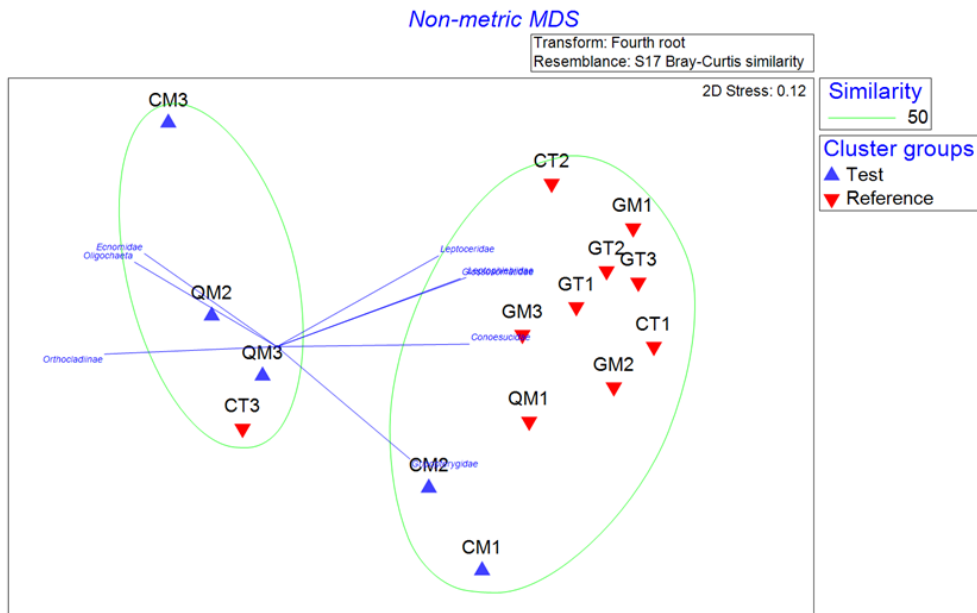 Non-metric MDS
Transform: Fourth root
Resemblance: S17 Bray-Curtis similarity
2D Stress: 0.12
Similarity
50
Cluster groups
Test
Reference
CM3
CT2
GM1
GT2
GT3
GT1
GM3
CT1
GM2
QM1
QM2
QM3
CT3
CM2
CM1
Ecnomidae
Oligochaeta
Orthocladiinae
Leptoceridae
Conoesucidae